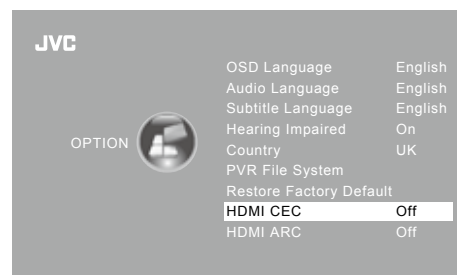 JVC
OPTION
OSD Language English
Audio Language English
Subtitle Language English
Hearing Impaired On
Country UK
PVR File System
Restore Factory Default
HDMI CEC Off
HDMI ARC Off